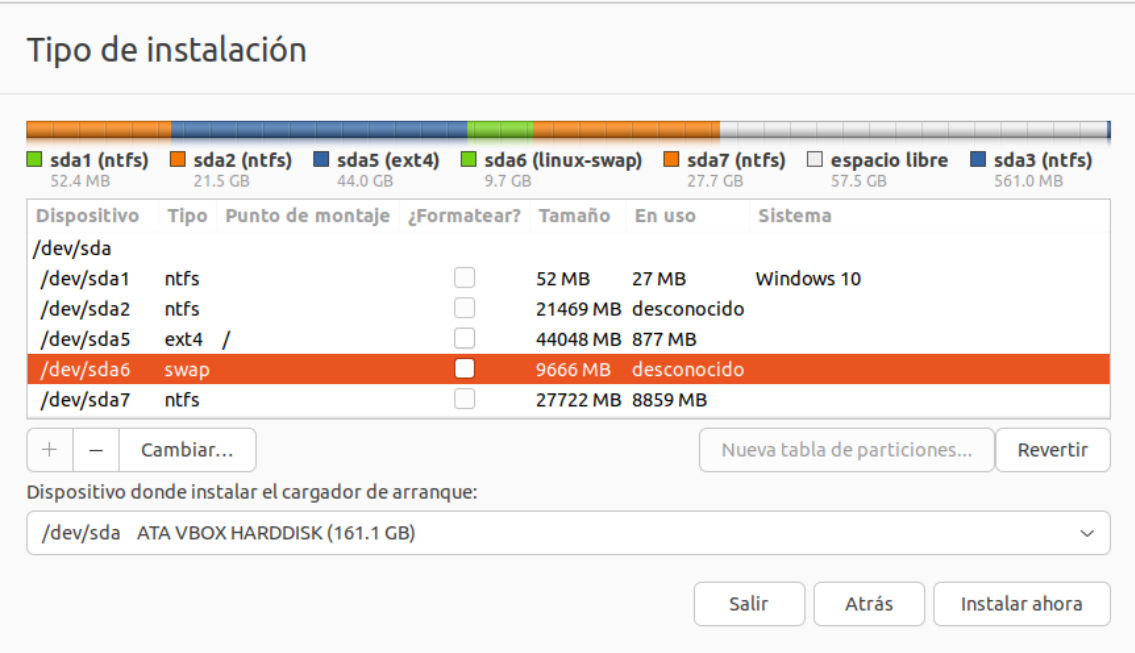 Tipo de instalación
sda1 (ntfs) sda2 (ntfs) sda5 (ext4) sda6 (linux-swap) sda7 (ntfs) espacio libre sda3 (ntfs)
52.4 MB 21.5 GB 44.0 GB 9.7 GB 27.7 GB 57.5 GB 561.0 MB
Dispositivo Tipo Punto de montaje ¿Formatear? Tamaño En uso Sistema
/dev/sda
/dev/sda1 ntfs 52 MB 27 MB Windows 10
/dev/sda2 ntfs 21469 MB desconocido
/dev/sda5 ext4 / 44048 MB 877 MB
/dev/sda6 swap 9666 MB desconocido
/dev/sda7 ntfs 27722 MB 8859 MB
+ − Cambiar... Nueva tabla de particiones... Revertir
Dispositivo donde instalar el cargador de arranque:
/dev/sda ATA VBOX HARDDISK (161.1 GB)
Salir Atrás Instalar ahora